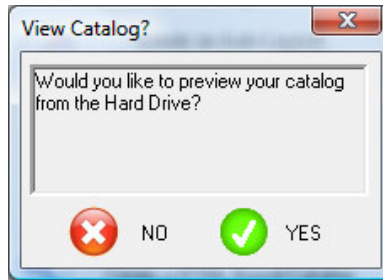 View Catalog?
Would you like to preview your catalog
from the Hard Drive?
NO YES